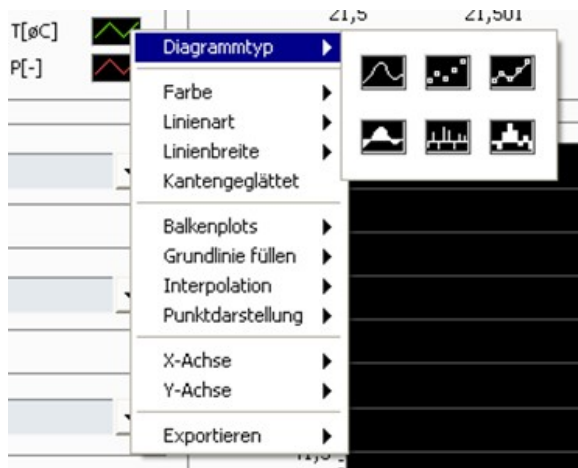 21,5 21,501
T[øC]
P[-]
Diagrammtyp
Farbe
Linienart
Linienbreite
Kantengeglättet
Balkenplots
Grundlinie füllen
Interpolation
Punktdarstellung
X-Achse
Y-Achse
Exportieren